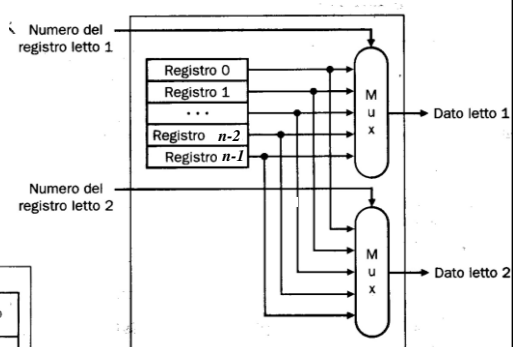 Numero del
registro letto 1
Registro 0
Registro 1
...
Registro n-2
Registro n-1
M
u
x
Dato letto 1
Numero del
registro letto 2
M
u
x
Dato letto 2